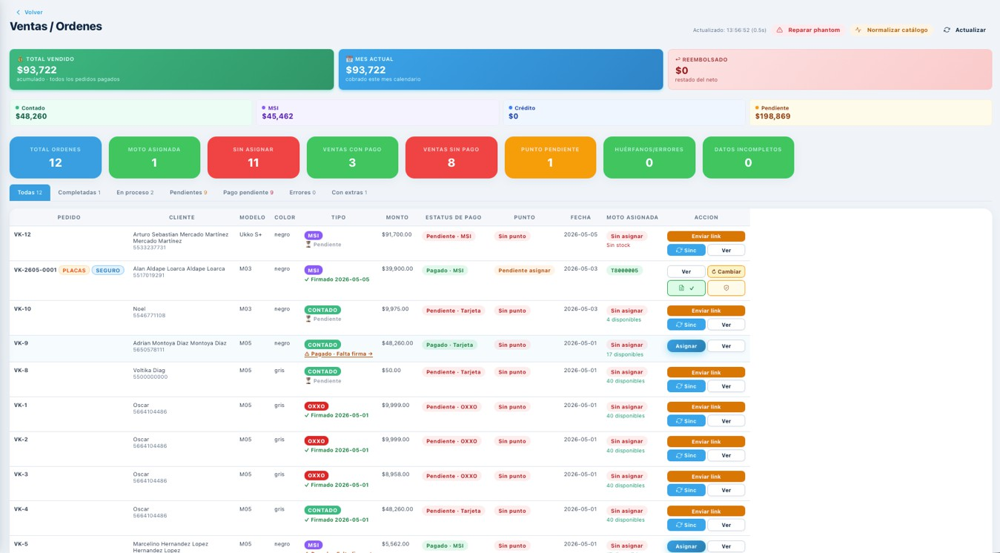 Volver
Ventas / Ordenes
Actualizado: 13:56:52 (0.5s) Reparar phantom Normalizar catálogo Actualizar
TOTAL VENDIDO
$93,722
acumulado · todos los pedidos pagados
MES ACTUAL
$93,722
cobrado este mes calendario
REEMBOLSADO
$0
restado del neto
Contado
$48,260
MSI
$45,462
Crédito
$0
Pendiente
$198,869
TOTAL ORDENES
12
MOTO ASIGNADA
1
SIN ASIGNAR
11
VENTAS CON PAGO
3
VENTAS SIN PAGO
8
PUNTO PENDIENTE
1
HUÉRFANOS/ERRORES
0
DATOS INCOMPLETOS
0
Todas 12 Completadas 1 En proceso 2 Pendientes 9 Pago pendiente 9 Errores 0 Con extras 1
PEDIDO CLIENTE MODELO COLOR TIPO MONTO ESTATUS DE PAGO PUNTO FECHA MOTO ASIGNADA ACCION
VK-12 Arturo Sebastian Mercado Martínez Ukko S+ negro MSI $91,700.00 Pendiente · MSI Sin punto 2026-05-05 Sin asignar Enviar link
Mercado Martínez Pendiente Sin stock
5533237731 Sinc Ver
VK-2605-0001 PLACAS SEGURO Alan Aldape Loarca Aldape Loarca M03 negro MSI $39,900.00 Pagado · MSI Pendiente asignar 2026-05-03 T8000005 Ver Cambiar
5517019291 ✓ Firmado 2026-05-05
VK-10 Noel M03 negro CONTADO $9,975.00 Pendiente · Tarjeta Sin punto 2026-05-03 Sin asignar Enviar link
5546771108 Pendiente 4 disponibles Sinc Ver
VK-9 Adrian Montoya Diaz Montoya Diaz M05 negro CONTADO $48,260.00 Pagado · Tarjeta Sin punto 2026-05-01 Sin asignar Asignar Ver
5650578111 ⚠ Pagado · Falta firma → 17 disponibles
VK-8 Voltika Diag M05 gris CONTADO $50.00 Pendiente · Tarjeta Sin punto 2026-05-01 Sin asignar Enviar link
5500000000 Pendiente 40 disponibles Sinc Ver
VK-1 Oscar M05 gris OXXO $9,999.00 Pendiente · OXXO Sin punto 2026-05-01 Sin asignar Enviar link
5664104486 ✓ Firmado 2026-05-01 40 disponibles Sinc Ver
VK-2 Oscar M05 gris OXXO $9,999.00 Pendiente · OXXO Sin punto 2026-05-01 Sin asignar Enviar link
5664104486 ✓ Firmado 2026-05-01 40 disponibles Sinc Ver
VK-3 Oscar M05 gris OXXO $8,958.00 Pendiente · OXXO Sin punto 2026-05-01 Sin asignar Enviar link
5664104486 ✓ Firmado 2026-05-01 40 disponibles Sinc Ver
VK-4 Oscar M05 gris CONTADO $48,260.00 Pendiente · Tarjeta Sin punto 2026-05-01 Sin asignar Enviar link
5664104486 ✓ Firmado 2026-05-01 40 disponibles Sinc Ver
VK-5 Marcelino Hernandez Lopez M05 gris MSI $5,562.00 Pagado · MSI Sin punto 2026-05-01 Sin asignar Asignar Ver
Hernandez Lopez